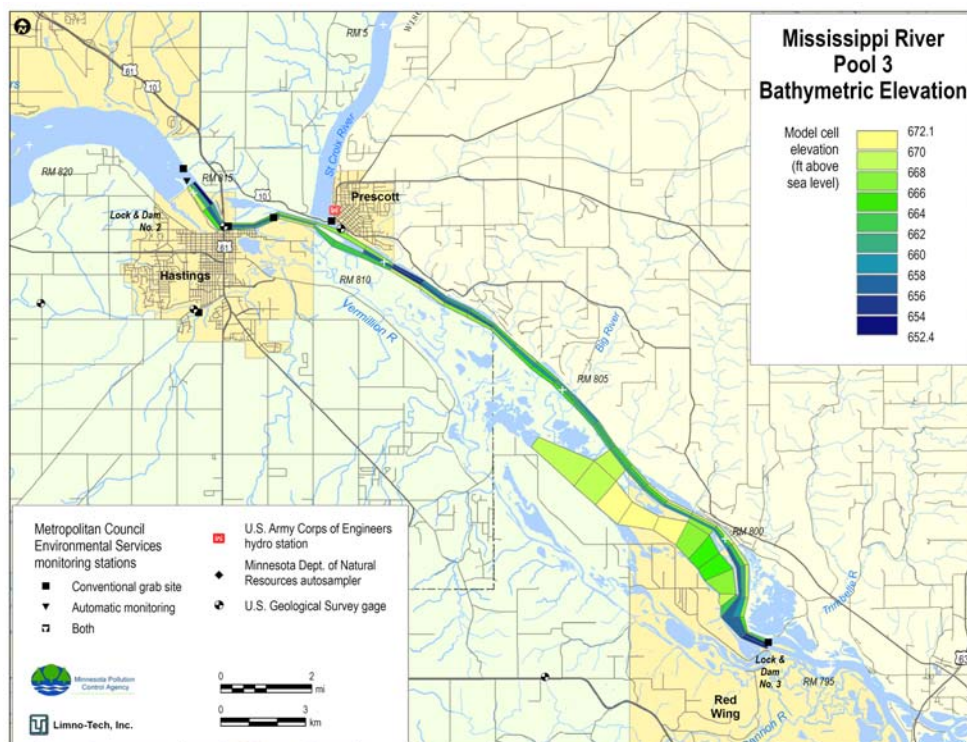 Mississippi River
Pool 3
Bathymetric Elevation
Model cell
elevation
(ft above
sea level)
672.1
670
668
666
664
662
660
658
656
654
652.4
RM 5
61
10
St Croix River
RM 820
RM 815
10
Prescott
Lock & Dam
No. 2
61
Hastings
RM 810
Vermillion R
Big River
RM 805
RM 800
Trimbelle R
Lock &
Dam
No. 3
RM 795
63
Red
Wing
Metropolitan Council
Environmental Services
monitoring stations
Conventional grab site
Automatic monitoring
Both
U.S. Army Corps of Engineers
hydro station
Minnesota Dept. of Natural
Resources autosampler
U.S. Geological Survey gage
Minnesota Pollution
Control Agency
Limno-Tech, Inc.
0 2
mi
0 3
km